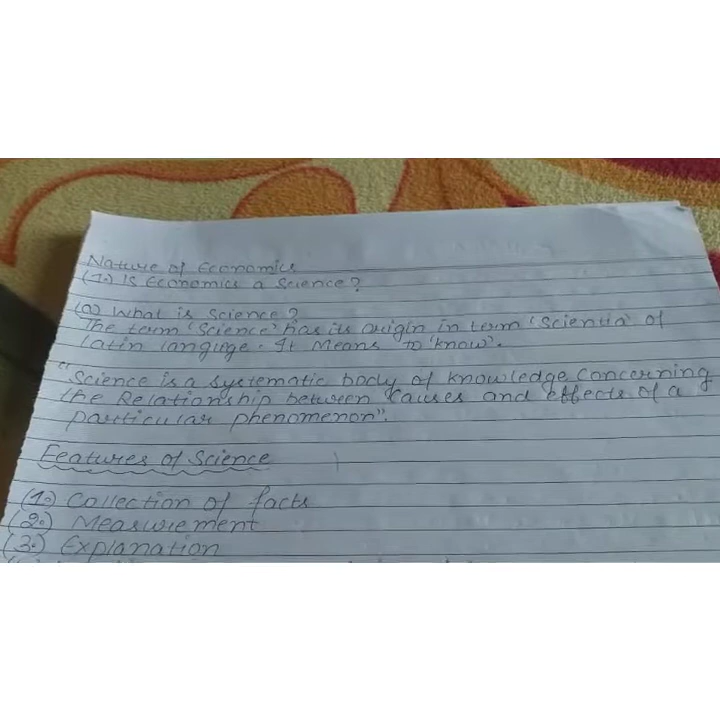 Nature of Economics
(1.) Is Economics a Science?
(a) What is Science?
The term 'Science' has its origin in term 'Scientia' of
latin languge. It Means 'to 'know'.
"Science is a systematic body of knowledge Concerning
the Relationship between 'Causes and effects of a
particular phenomenon".
Features of Science
(1.) Collection of facts
(2.) Measurement
(3.) Explanation